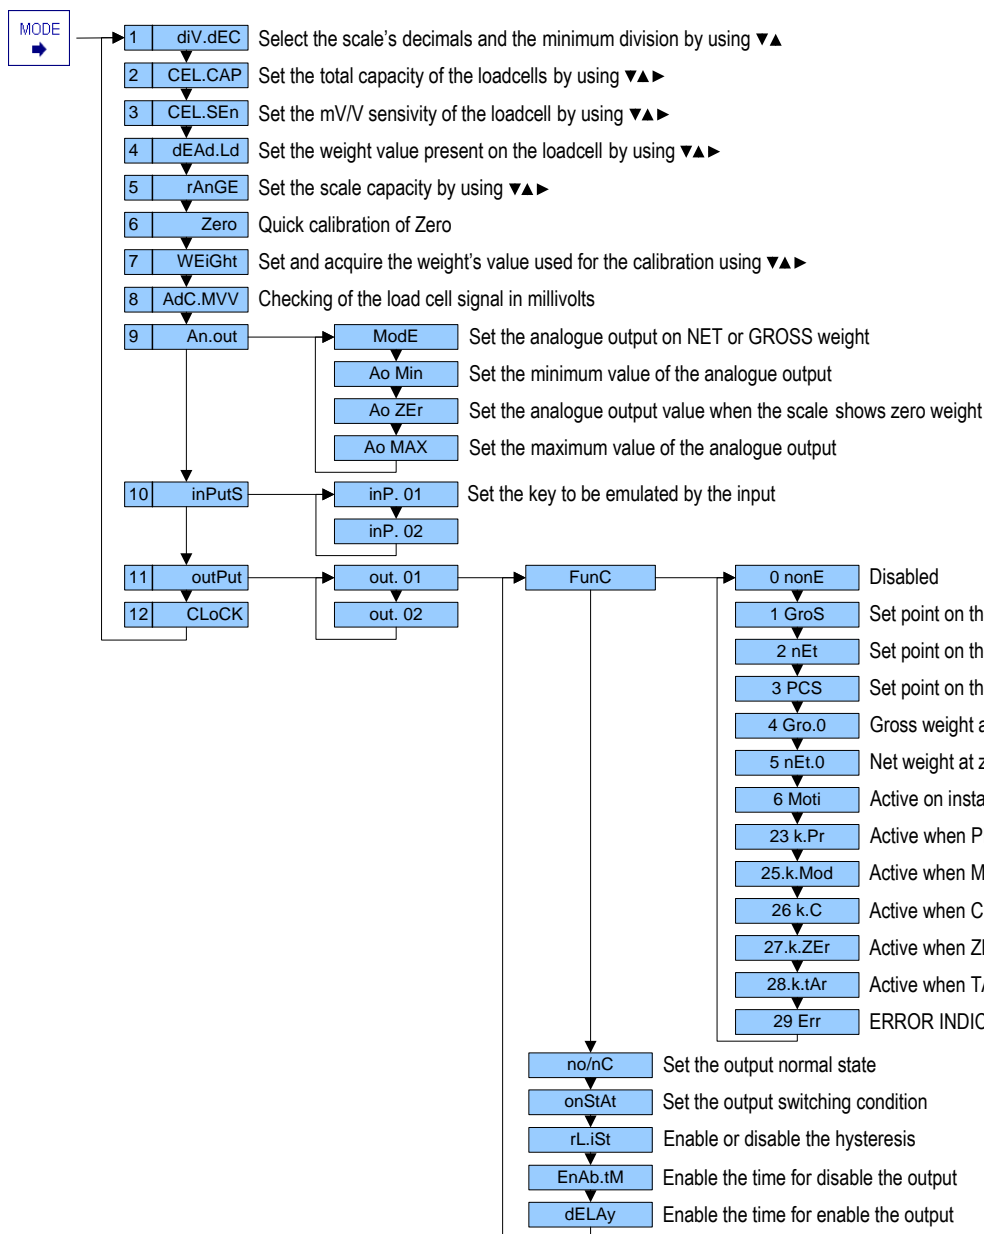 MODE
1 diV.dEC Select the scale's decimals and the minimum division by using ▼▲
2 CEL.CAP Set the total capacity of the loadcells by using ▼▲►
3 CEL.SEn Set the mV/V sensivity of the loadcell by using ▼▲►
4 dEAd.Ld Set the weight value present on the loadcell by using ▼▲►
5 rAnGE Set the scale capacity by using ▼▲►
6 Zero Quick calibration of Zero
7 WEiGht Set and acquire the weight's value used for the calibration using ▼▲►
8 AdC.MVV Checking of the load cell signal in millivolts
9 An.out ModE Set the analogue output on NET or GROSS weight
Ao Min Set the minimum value of the analogue output
Ao ZEr Set the analogue output value when the scale shows zero weight
Ao MAX Set the maximum value of the analogue output
10 inPutS inP. 01 Set the key to be emulated by the input
inP. 02
11 outPut out. 01 FunC 0 nonE Disabled
12 CLoCK out. 02 1 GroS Set point on th
2 nEt Set point on th
3 PCS Set point on th
4 Gro.0 Gross weight a
5 nEt.0 Net weight at z
6 Moti Active on insta
23 k.Pr Active when P
25.k.Mod Active when M
26 k.C Active when C
27.k.ZEr Active when ZE
28.k.tAr Active when TA
29 Err ERROR INDIC
no/nC Set the output normal state
onStAt Set the output switching condition
rL.iSt Enable or disable the hysteresis
EnAb.tM Enable the time for disable the output
dELAy Enable the time for enable the output